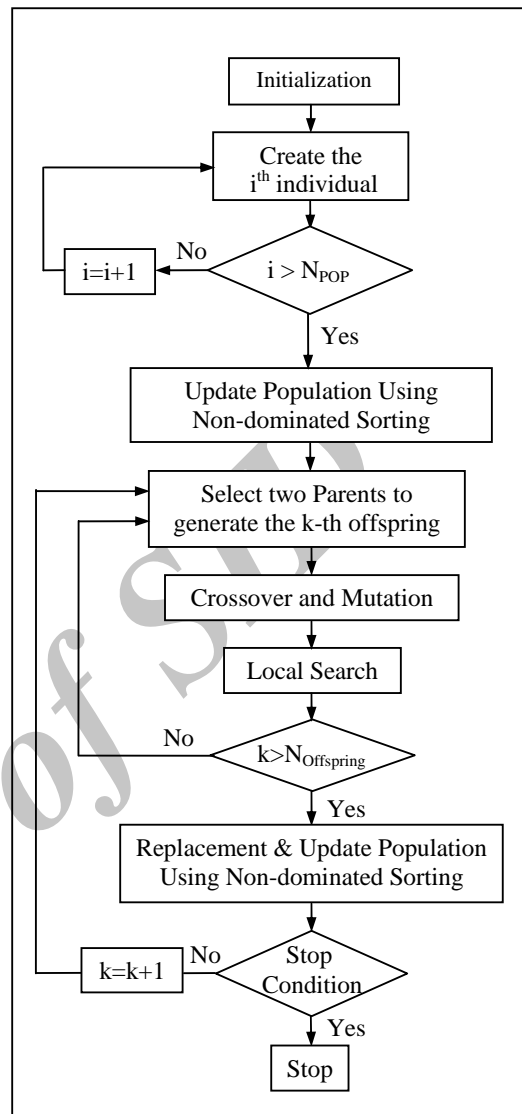 Initialization
Create the
iᵗʰ individual
No
i=i+1
i > N_POP
Yes
Update Population Using
Non-dominated Sorting
Select two Parents to
generate the k-th offspring
Crossover and Mutation
Local Search
No
k>N_Offspring
Yes
Replacement & Update Population
Using Non-dominated Sorting
No
k=k+1
Stop
Condition
Yes
Stop